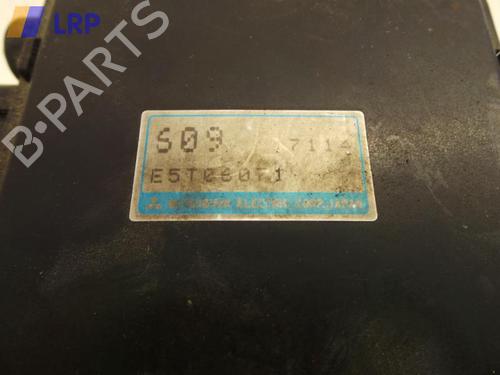 LRP
S09 7114
E5T08071
MITSUBISHI ELECTRIC CORP. JAPAN
B-PARTS